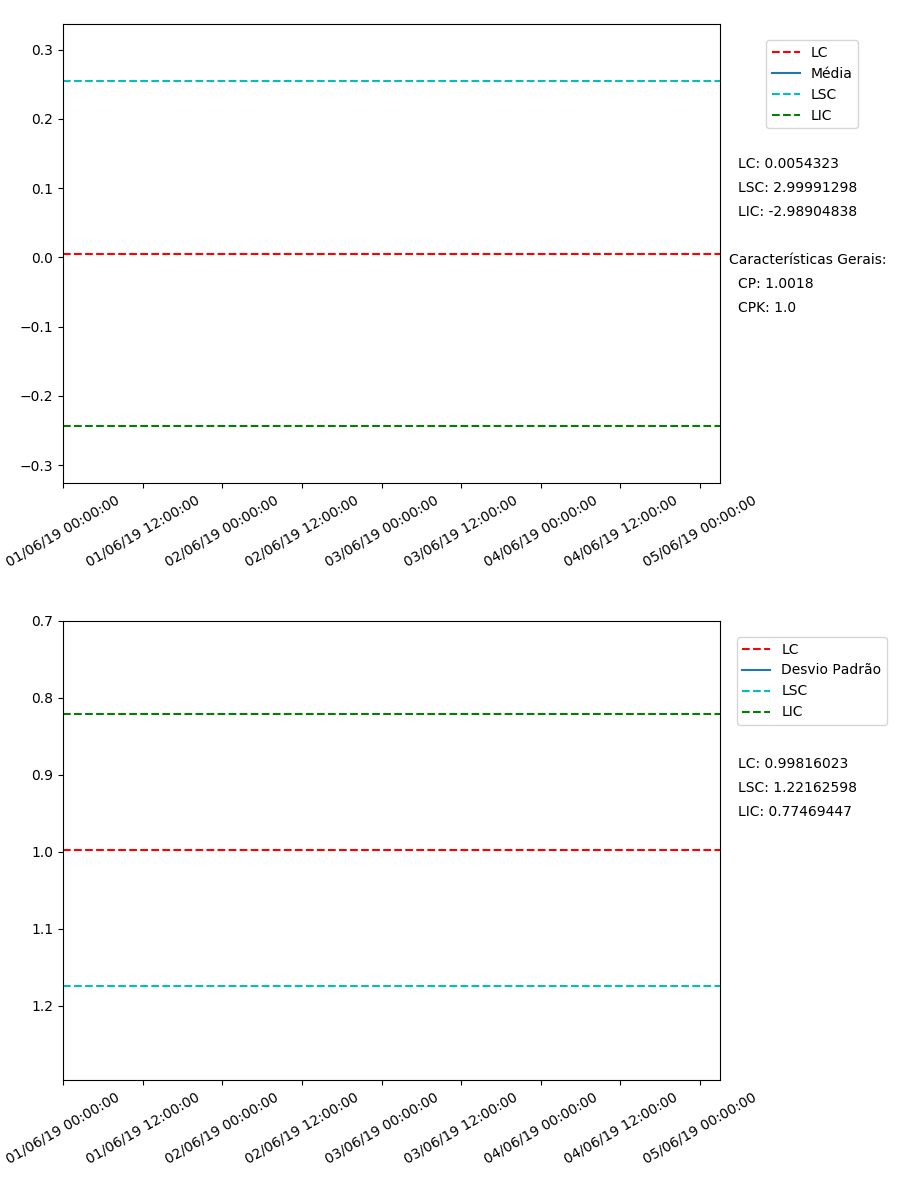 0.3
0.2
0.1
0.0
−0.1
−0.2
−0.3
01/06/19 00:00:00
01/06/19 12:00:00
02/06/19 00:00:00
02/06/19 12:00:00
03/06/19 00:00:00
03/06/19 12:00:00
04/06/19 00:00:00
04/06/19 12:00:00
05/06/19 00:00:00
LC
Média
LSC
LIC
LC: 0.0054323
LSC: 2.99991298
LIC: -2.98904838
Características Gerais:
CP: 1.0018
CPK: 1.0
0.7
0.8
0.9
1.0
1.1
1.2
01/06/19 00:00:00
01/06/19 12:00:00
02/06/19 00:00:00
02/06/19 12:00:00
03/06/19 00:00:00
03/06/19 12:00:00
04/06/19 00:00:00
04/06/19 12:00:00
05/06/19 00:00:00
LC
Desvio Padrão
LSC
LIC
LC: 0.99816023
LSC: 1.22162598
LIC: 0.77469447